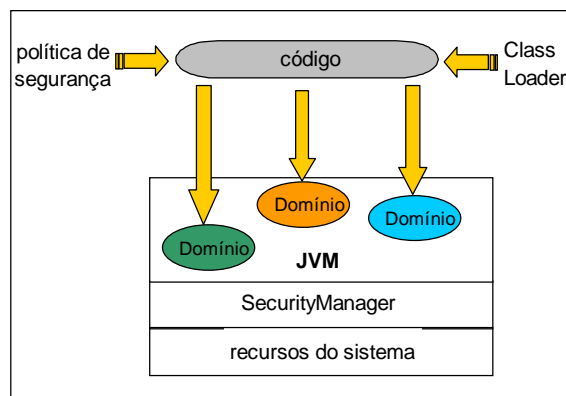 política de
segurança
código
Class
Loader
Domínio
Domínio
Domínio
JVM
SecurityManager
recursos do sistema